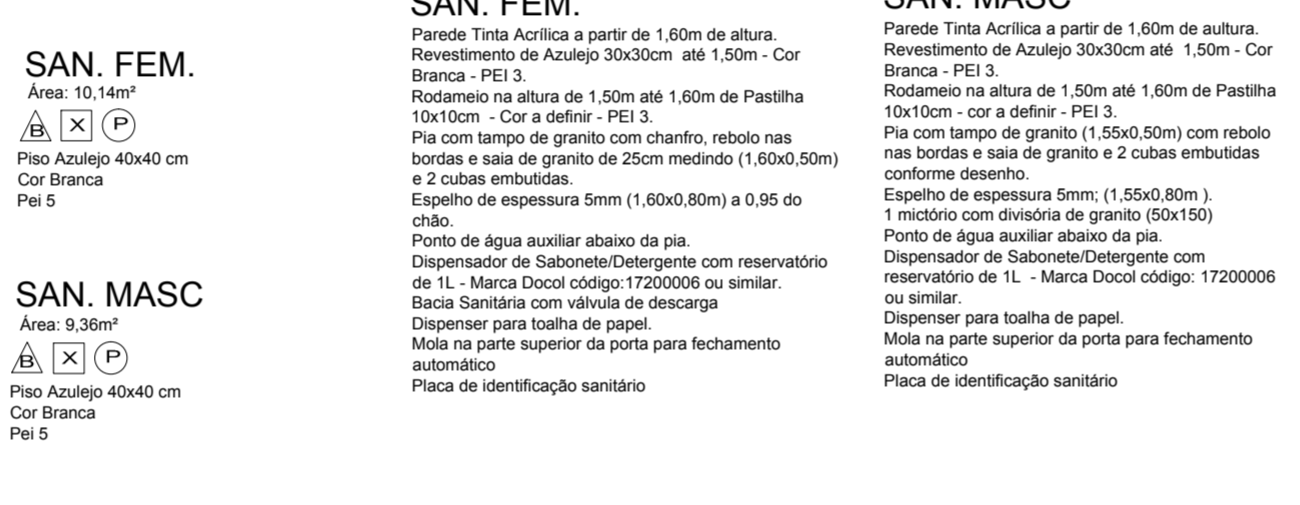 SAN. FEM.
Área: 10,14m²
B X P
Piso Azulejo 40x40 cm
Cor Branca
Pei 5
SAN. MASC
Área: 9,36m²
B X P
Piso Azulejo 40x40 cm
Cor Branca
Pei 5
SAN. FEM.
Parede Tinta Acrílica a partir de 1,60m de altura.
Revestimento de Azulejo 30x30cm até 1,50m - Cor
Branca - PEI 3.
Rodameio na altura de 1,50m até 1,60m de Pastilha
10x10cm - Cor a definir - PEI 3.
Pia com tampo de granito com chanfro, rebolo nas
bordas e saia de granito de 25cm medindo (1,60x0,50m)
e 2 cubas embutidas.
Espelho de espessura 5mm (1,60x0,80m) a 0,95 do
chão.
Ponto de água auxiliar abaixo da pia.
Dispensador de Sabonete/Detergente com reservatório
de 1L - Marca Docol código:17200006 ou similar.
Bacia Sanitária com válvula de descarga
Dispenser para toalha de papel.
Mola na parte superior da porta para fechamento
automático
Placa de identificação sanitário
SAN. MASC
Parede Tinta Acrílica a partir de 1,60m de aultura.
Revestimento de Azulejo 30x30cm até 1,50m - Cor
Branca - PEI 3.
Rodameio na altura de 1,50m até 1,60m de Pastilha
10x10cm - cor a definir - PEI 3.
Pia com tampo de granito (1,55x0,50m) com rebolo
nas bordas e saia de granito e 2 cubas embutidas
conforme desenho.
Espelho de espessura 5mm; (1,55x0,80m ).
1 mictório com divisória de granito (50x150)
Ponto de água auxiliar abaixo da pia.
Dispensador de Sabonete/Detergente com
reservatório de 1L - Marca Docol código: 17200006
ou similar.
Dispenser para toalha de papel.
Mola na parte superior da porta para fechamento
automático
Placa de identificação sanitário